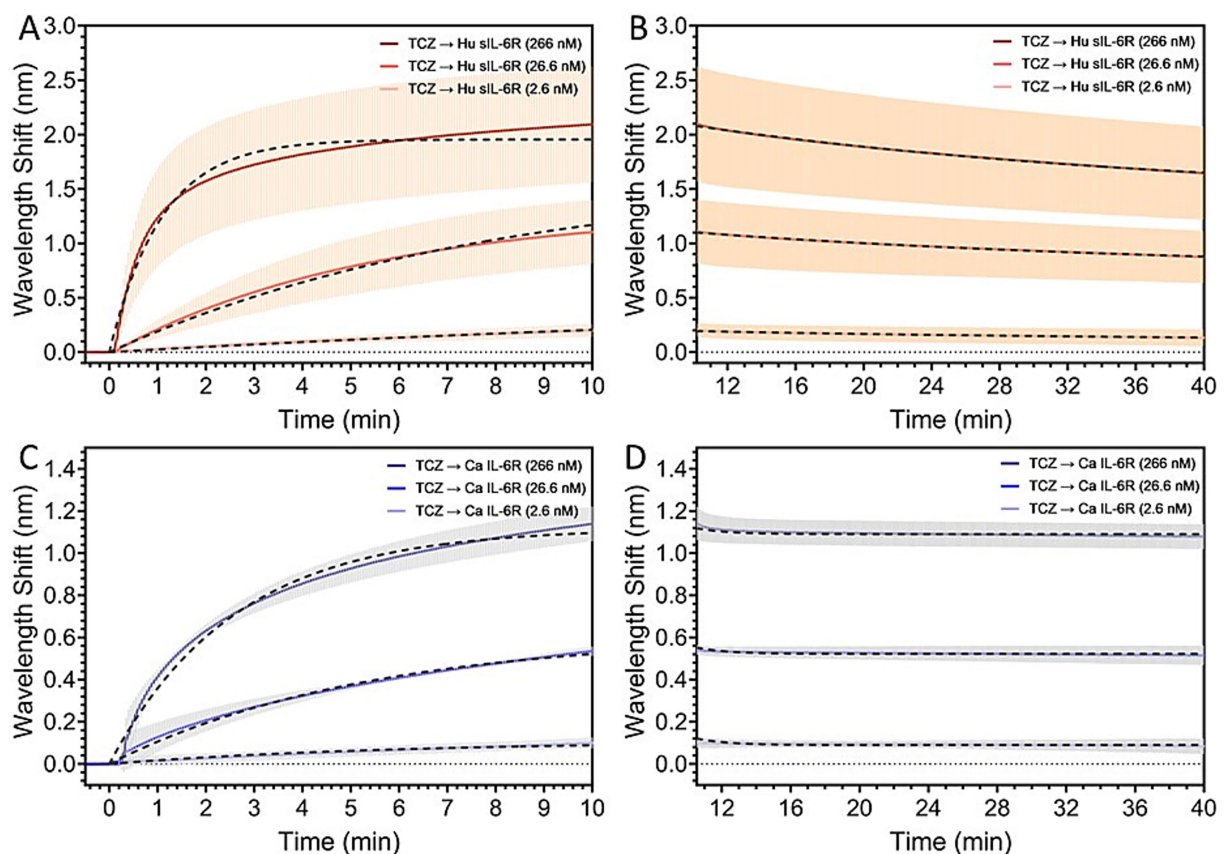 A
3.0
2.5
2.0
1.5
1.0
0.5
0.0
Wavelength Shift (nm)
TCZ → Hu sIL-6R (266 nM)
TCZ → Hu sIL-6R (26.6 nM)
TCZ → Hu sIL-6R (2.6 nM)
0 1 2 3 4 5 6 7 8 9 10
Time (min)
B
3.0
2.5
2.0
1.5
1.0
0.5
0.0
Wavelength Shift (nm)
TCZ → Hu sIL-6R (266 nM)
TCZ → Hu sIL-6R (26.6 nM)
TCZ → Hu sIL-6R (2.6 nM)
12 16 20 24 28 32 36 40
Time (min)
C
1.4
1.2
1.0
0.8
0.6
0.4
0.2
0.0
Wavelength Shift (nm)
TCZ → Ca IL-6R (266 nM)
TCZ → Ca IL-6R (26.6 nM)
TCZ → Ca IL-6R (2.6 nM)
0 1 2 3 4 5 6 7 8 9 10
Time (min)
D
1.4
1.2
1.0
0.8
0.6
0.4
0.2
0.0
Wavelength Shift (nm)
TCZ → Ca IL-6R (266 nM)
TCZ → Ca IL-6R (26.6 nM)
TCZ → Ca IL-6R (2.6 nM)
12 16 20 24 28 32 36 40
Time (min)